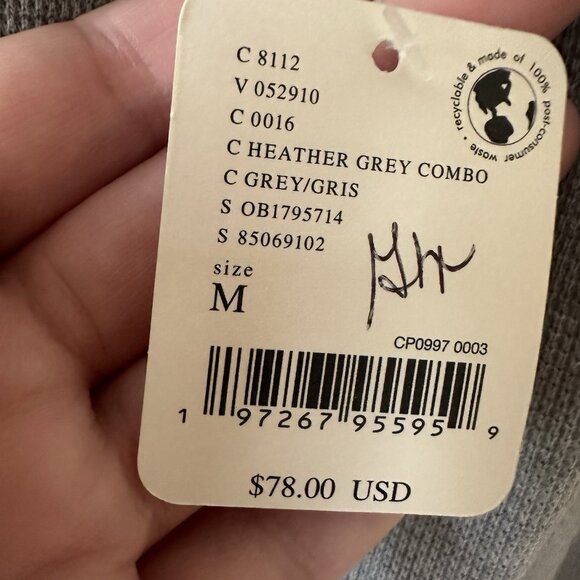 C 8112
V 052910
C 0016
C HEATHER GREY COMBO
C GREY/GRIS
S OB1795714
S 85069102
size
M
recyclable & made of 100% post-consumer waste
CP0997 0003
1 97267 95595 9
$78.00 USD